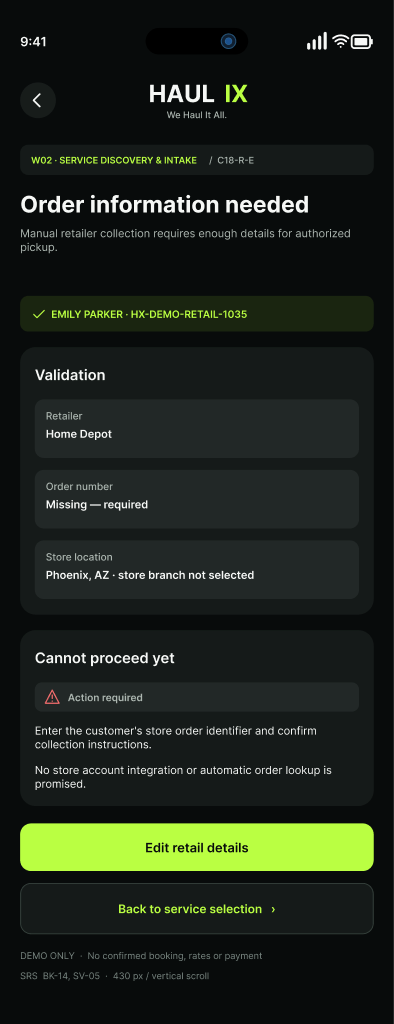 9:41
HAUL IX
We Haul It All.
W02 · SERVICE DISCOVERY & INTAKE / C18-R-E
Order information needed
Manual retailer collection requires enough details for authorized
pickup.
EMILY PARKER · HX-DEMO-RETAIL-1035
Validation
Retailer
Home Depot
Order number
Missing — required
Store location
Phoenix, AZ · store branch not selected
Cannot proceed yet
Action required
Enter the customer's store order identifier and confirm
collection instructions.
No store account integration or automatic order lookup is
promised.
Edit retail details
Back to service selection ›
DEMO ONLY · No confirmed booking, rates or payment
SRS BK-14, SV-05 · 430 px / vertical scroll